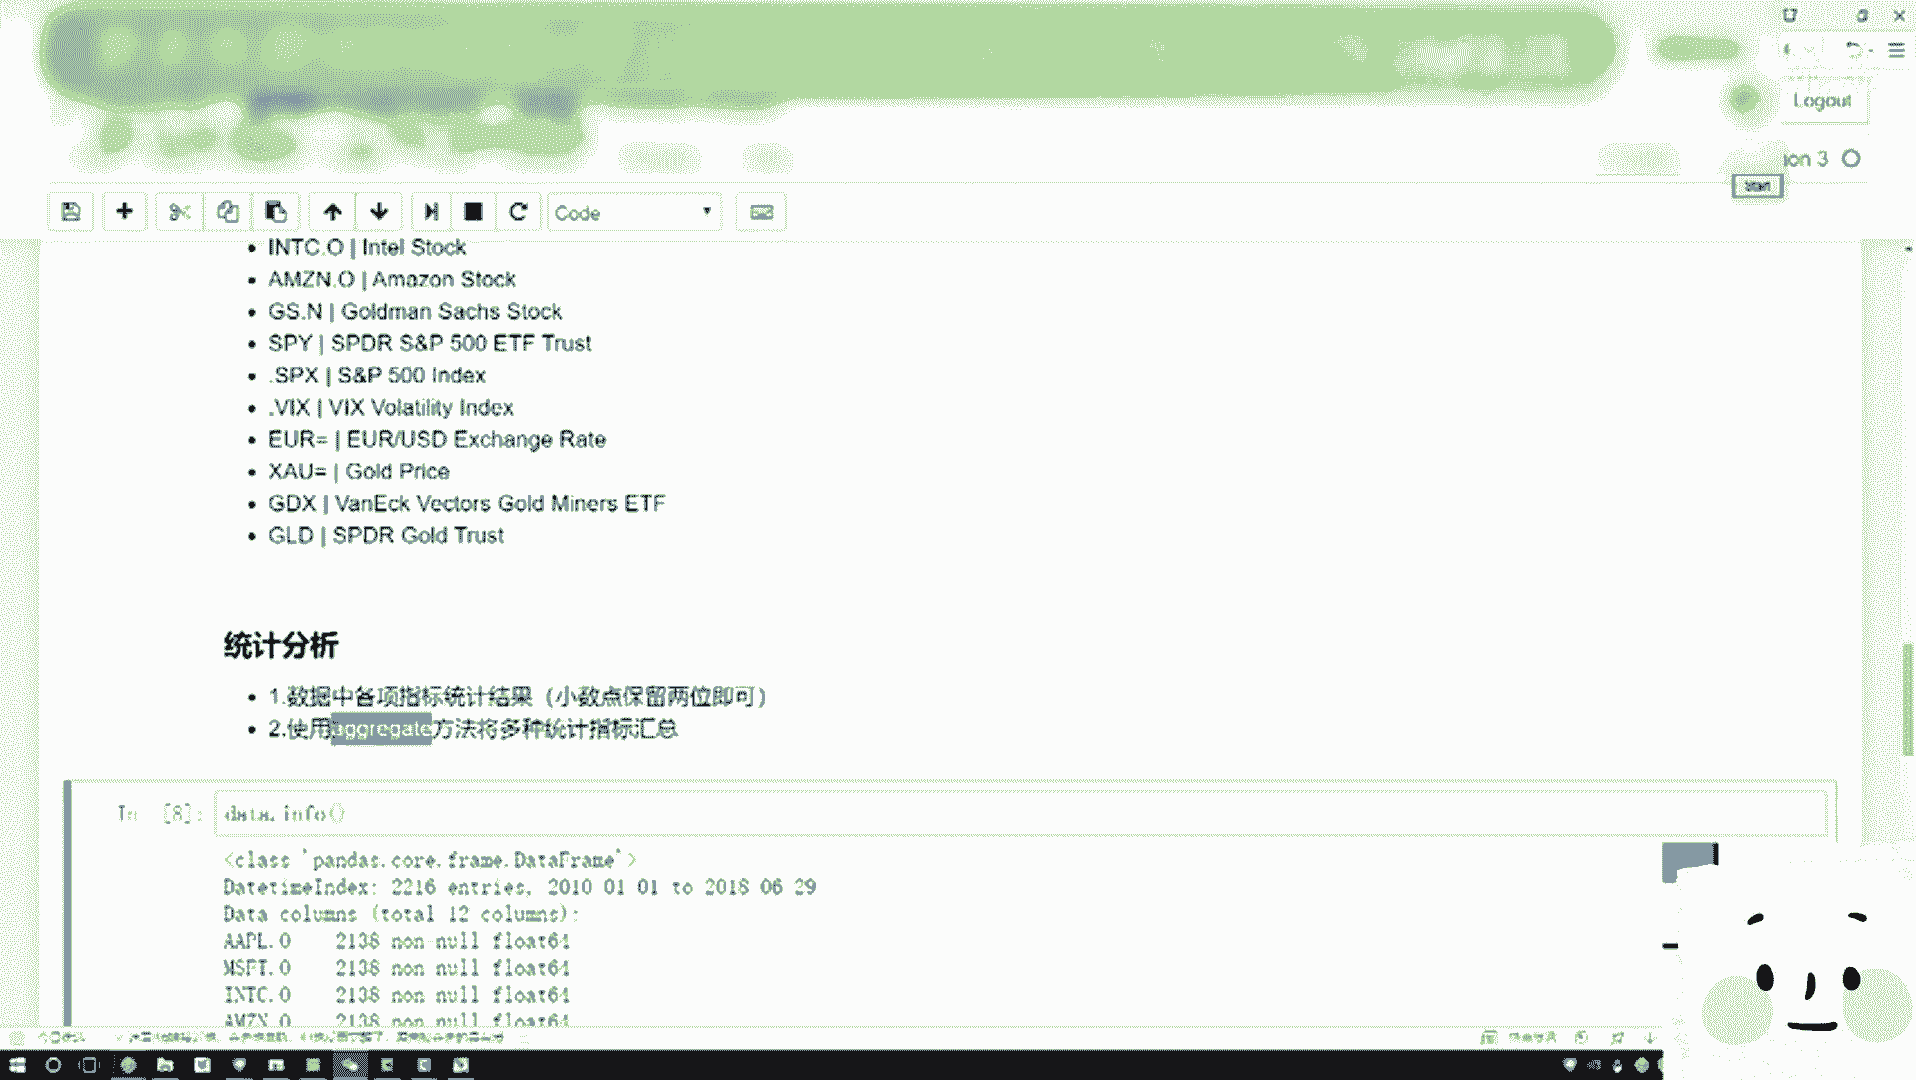 Logout
on 3
Start
Code
INTC.O | Intel Stock
AMZN.O | Amazon Stock
GS.N | Goldman Sachs Stock
SPY | SPDR S&P 500 ETF Trust
.SPX | S&P 500 Index
.VIX | VIX Volatility Index
EUR= | EUR/USD Exchange Rate
XAU= | Gold Price
GDX | VanEck Vectors Gold Miners ETF
GLD | SPDR Gold Trust
统计分析
1.数据中各项指标统计结果（小数点保留两位即可）
2.使用aggregate方法将多种统计指标汇总
In [8]: data.info()
<class 'pandas.core.frame.DataFrame'>
DatetimeIndex: 2216 entries, 2010-01-01 to 2018-06-29
Data columns (total 12 columns):
AAPL.O 2138 non-null float64
MSFT.O 2138 non-null float64
INTC.O 2138 non-null float64
AMZN.O 2138 non-null float64